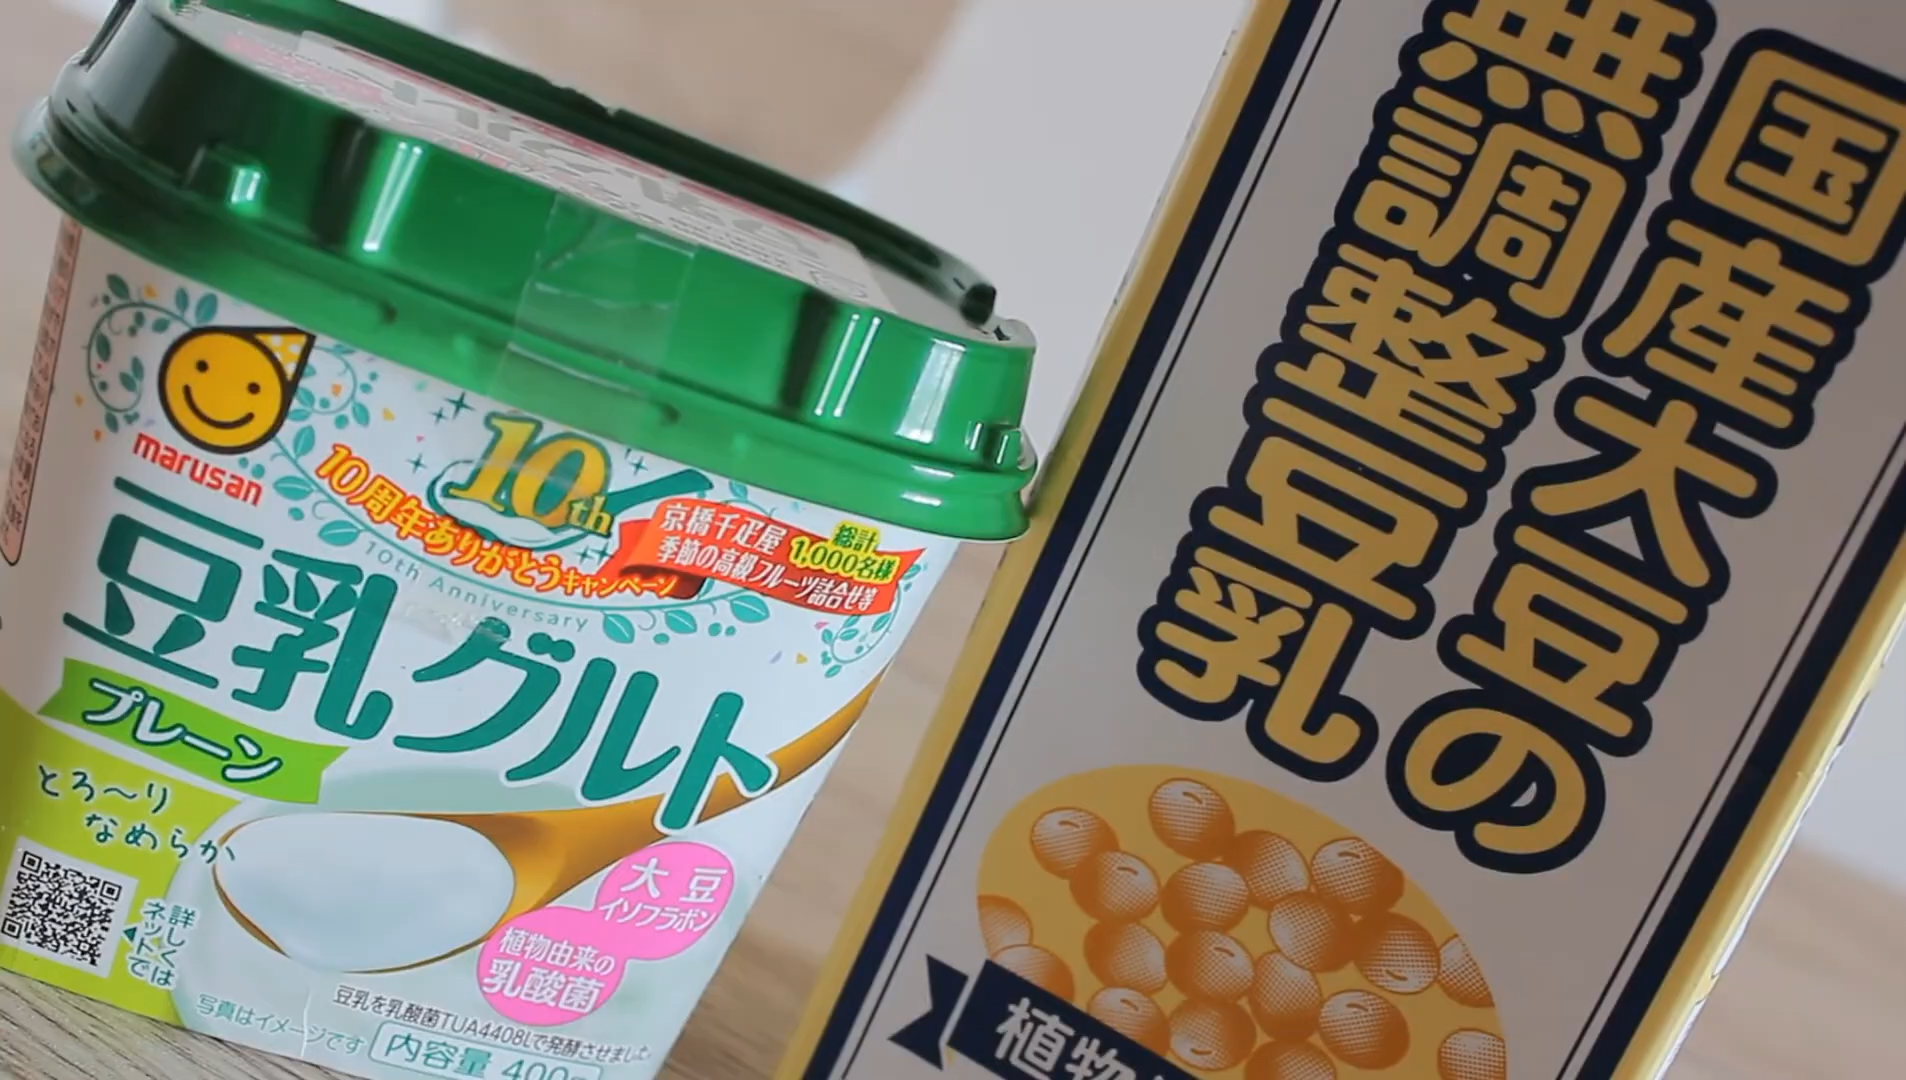 marusan
10th
10周年ありがとうキャンペーン
10th Anniversary
京橋千疋屋
季節の高級フルーツ詰合せ等
総計
1,000名様
豆乳グルト
プレーン
とろ〜り
なめらか
詳しくは
ネットで
大豆
イソフラボン
植物由来の
乳酸菌
豆乳を乳酸菌TUA4408Lで発酵させました
写真はイメージです
内容量 400g
国産大豆の
無調整豆乳
植物